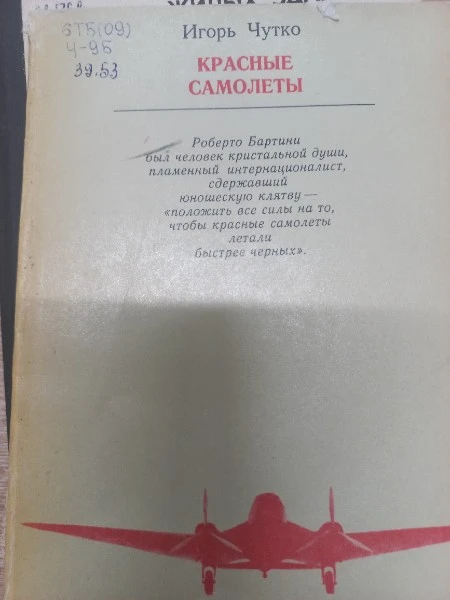 6Т5(09)
Ч-95
39.53
Игорь Чутко
КРАСНЫЕ
САМОЛЕТЫ
Роберто Бартини
был человек кристальной души,
пламенный интернационалист,
сдержавший
юношескую клятву —
«положить все силы на то,
чтобы красные самолеты
летали
быстрее черных».